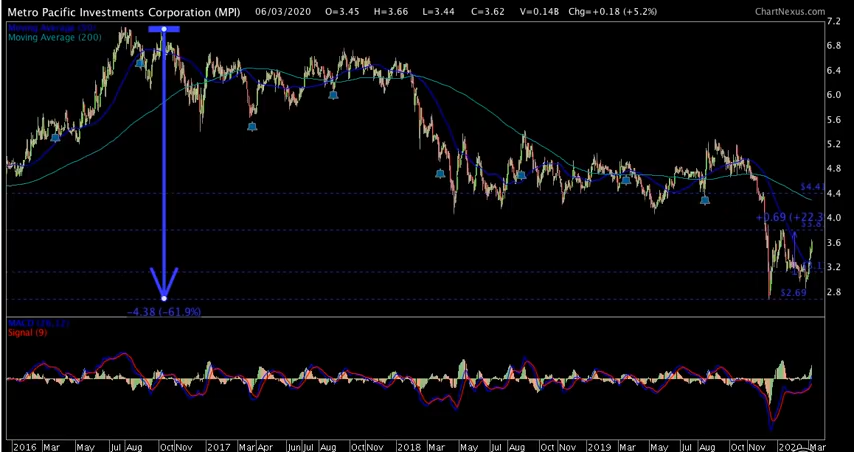 Metro Pacific Investments Corporation (MPI) 06/03/2020 O=3.45 H=3.66 L=3.44 C=3.62 V=0.14B Chg=+0.18 (+5.2%) ChartNexus.com
Moving Average
Moving Average (200)
7.2
6.8
6.4
6.0
5.6
5.2
4.8
$4.41
4.4
+0.69 (+22.3
4.0
3.6
3.2
$2.69
2.8
-4.38 (-61.9%)
MACD
Signal (9)
2016 Mar May Jul Aug Oct Nov 2017 Mar Apr Jun Jul Aug Oct Nov 2018 Mar May Jul Aug Oct Nov 2019 Mar May Jul Aug Oct Nov 2020 Mar